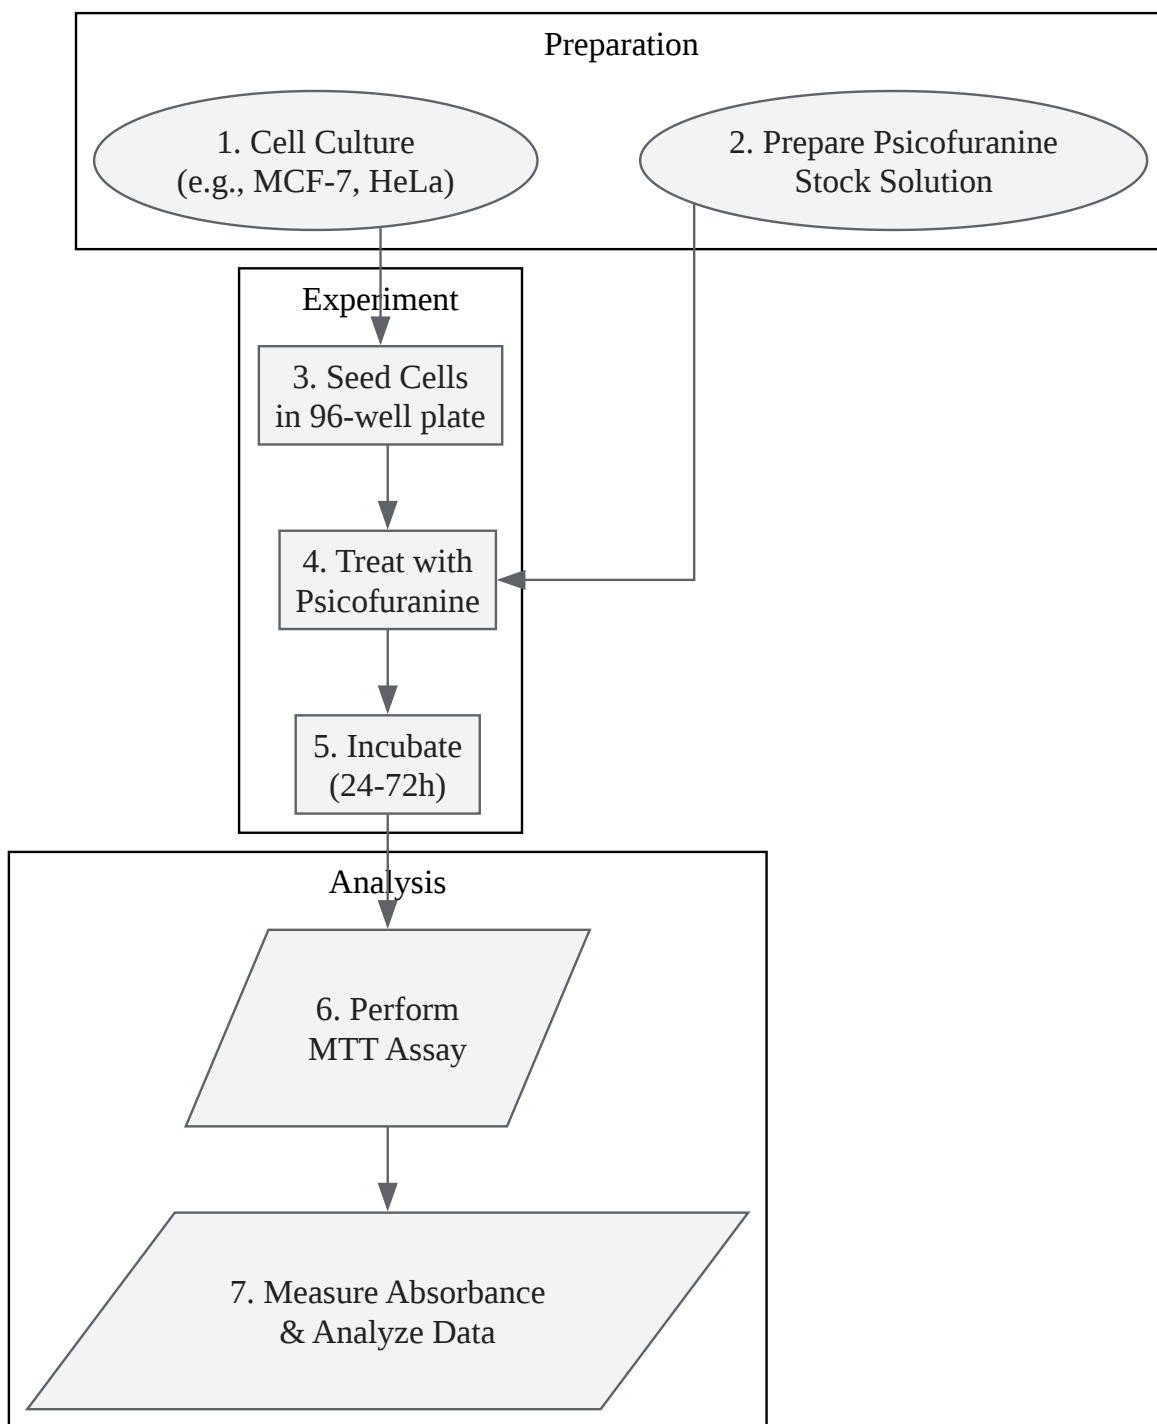 Preparation
1. Cell Culture
(e.g., MCF-7, HeLa)
2. Prepare Psicofuranine
Stock Solution
Experiment
3. Seed Cells
in 96-well plate
4. Treat with
Psicofuranine
5. Incubate
(24-72h)
Analysis
6. Perform
MTT Assay
7. Measure Absorbance
& Analyze Data